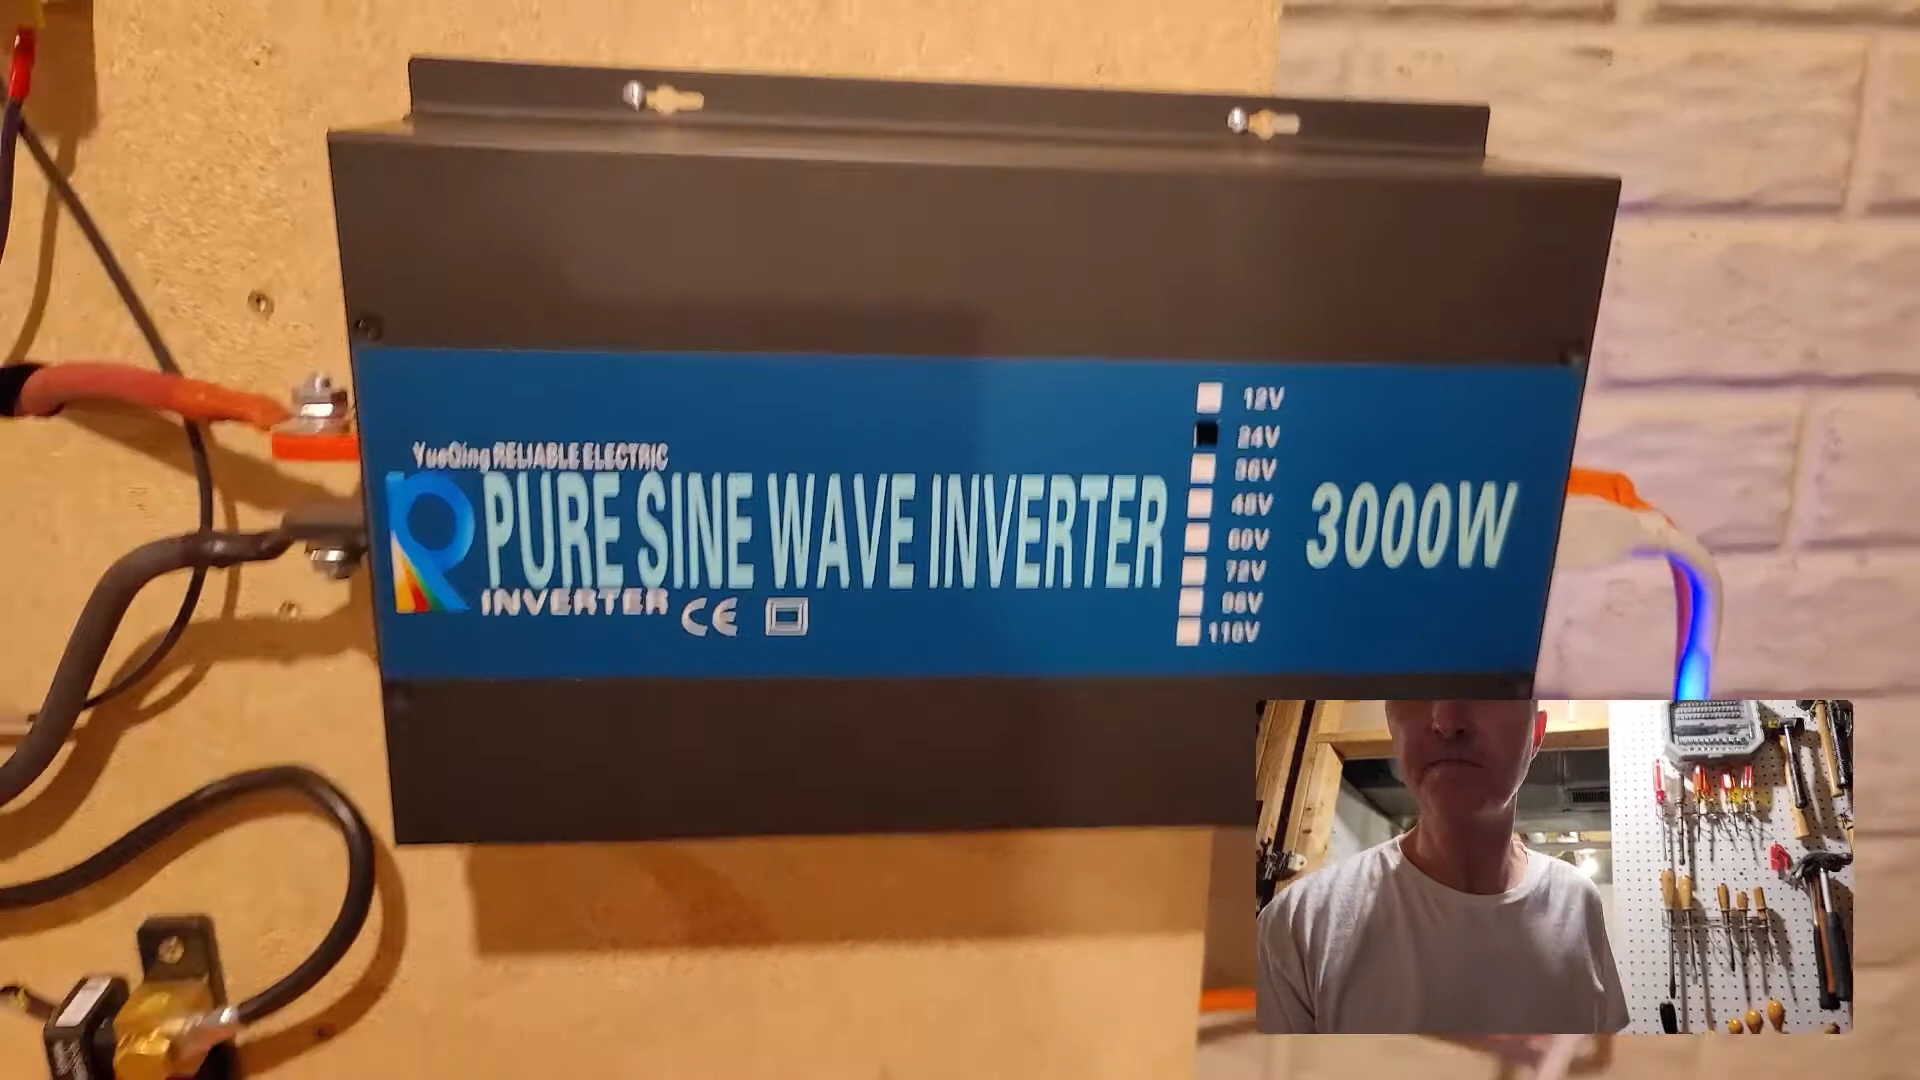 YueQing RELIABLE ELECTRIC
R PURE SINE WAVE INVERTER
INVERTER CE
12V
24V
36V
48V
60V
72V
96V
110V
3000W